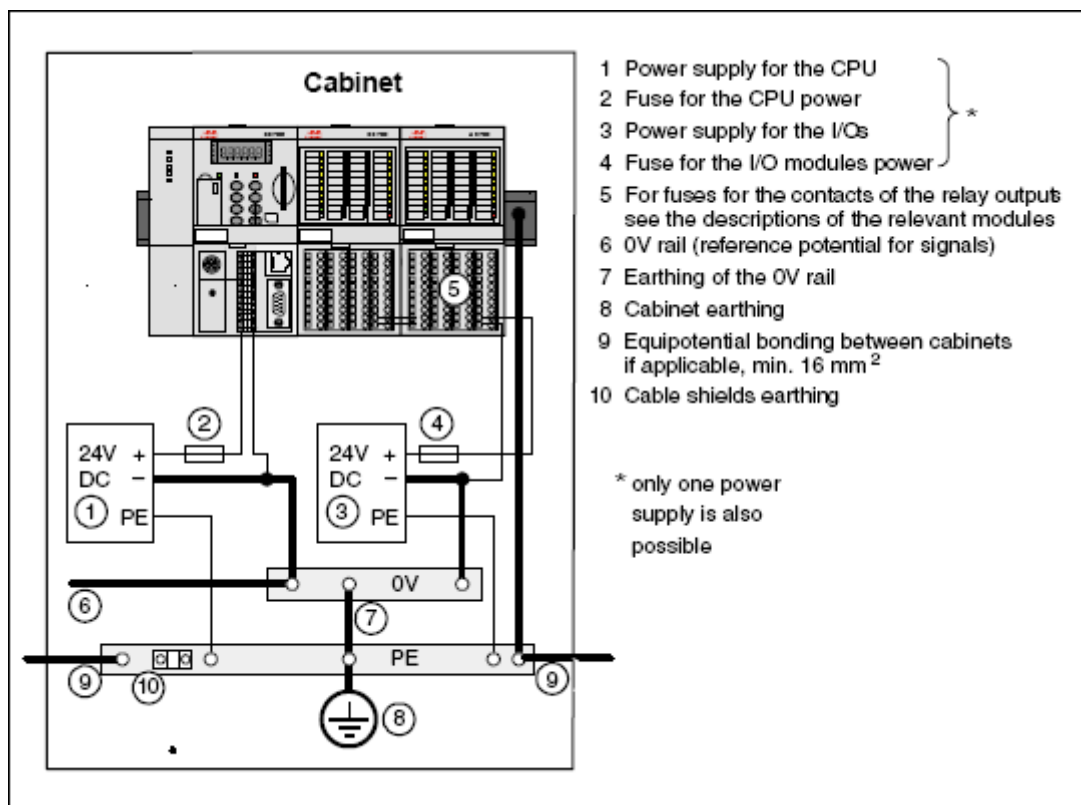 Cabinet
1 Power supply for the CPU
2 Fuse for the CPU power
3 Power supply for the I/Os
4 Fuse for the I/O modules power
*
5 For fuses for the contacts of the relay outputs
see the descriptions of the relevant modules
6 0V rail (reference potential for signals)
7 Earthing of the 0V rail
8 Cabinet earthing
9 Equipotential bonding between cabinets
if applicable, min. 16 mm²
10 Cable shields earthing
* only one power
supply is also
possible
5
2
4
24V +
DC −
1 PE
24V +
DC −
3 PE
6
0V
7
PE
9
10
9
8